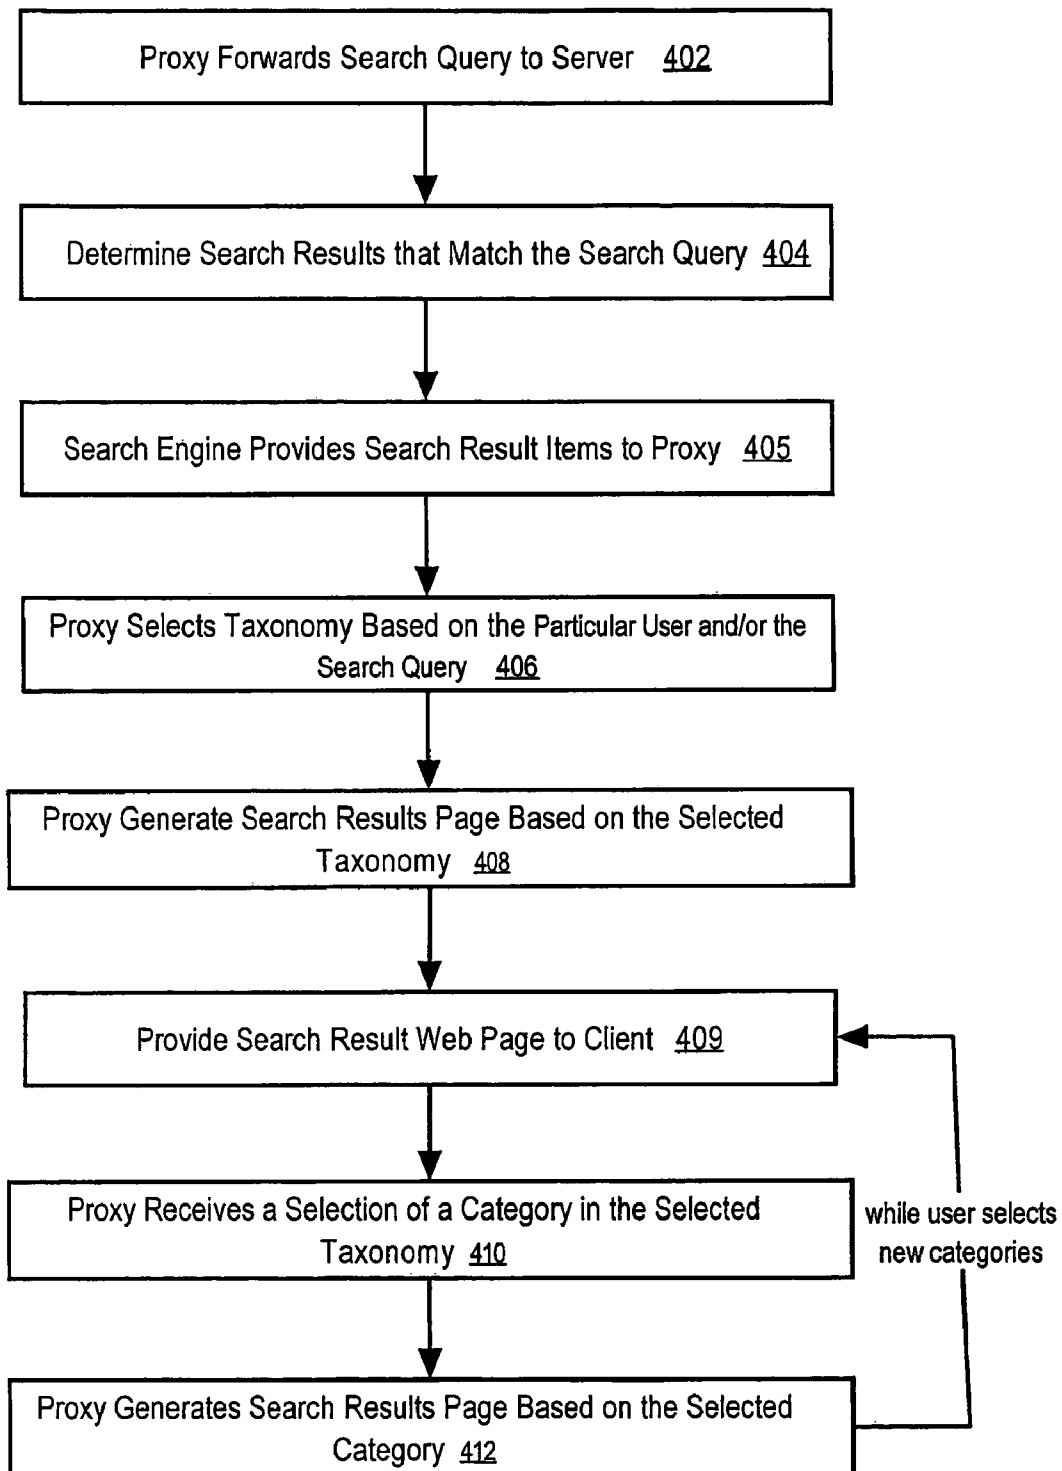 Proxy Forwards Search Query to Server 402
Determine Search Results that Match the Search Query 404
Search Engine Provides Search Result Items to Proxy 405
Proxy Selects Taxonomy Based on the Particular User and/or the
Search Query 406
Proxy Generate Search Results Page Based on the Selected
Taxonomy 408
Provide Search Result Web Page to Client 409
Proxy Receives a Selection of a Category in the Selected
Taxonomy 410
while user selects
new categories
Proxy Generates Search Results Page Based on the Selected
Category 412